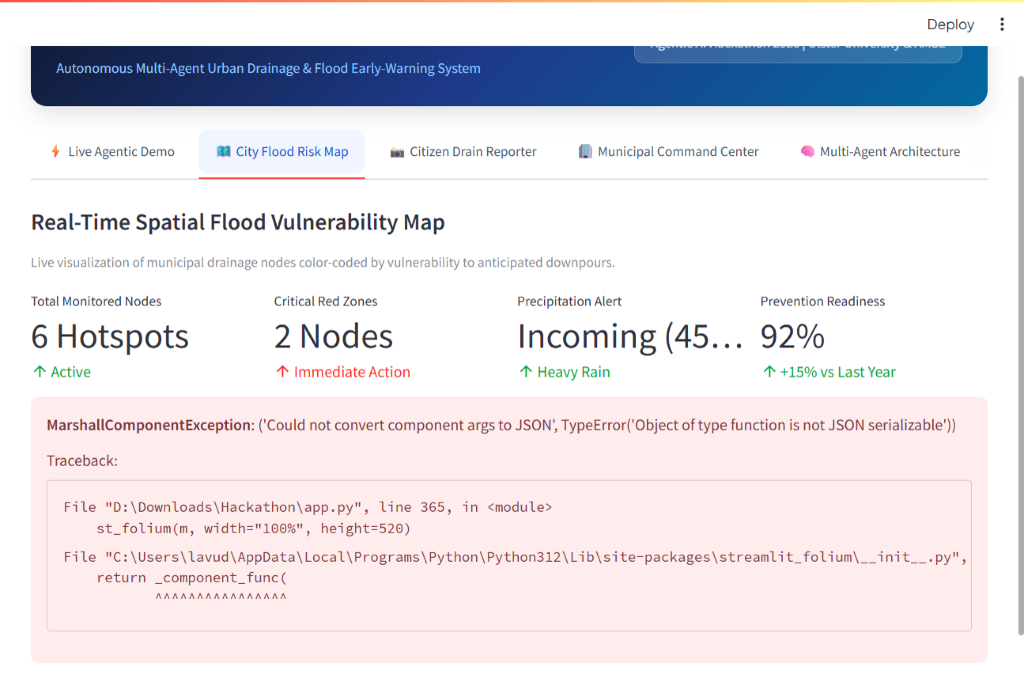 Deploy
Autonomous Multi-Agent Urban Drainage & Flood Early-Warning System
Live Agentic Demo
City Flood Risk Map
Citizen Drain Reporter
Municipal Command Center
Multi-Agent Architecture
Real-Time Spatial Flood Vulnerability Map
Live visualization of municipal drainage nodes color-coded by vulnerability to anticipated downpours.
Total Monitored Nodes
6 Hotspots
↑ Active
Critical Red Zones
2 Nodes
↑ Immediate Action
Precipitation Alert
Incoming (45…
↑ Heavy Rain
Prevention Readiness
92%
↑ +15% vs Last Year
MarshallComponentException: ('Could not convert component args to JSON', TypeError('Object of type function is not JSON serializable'))
Traceback:
File "D:\Downloads\Hackathon\app.py", line 365, in <module>
st_folium(m, width="100%", height=520)
File "C:\Users\lavud\AppData\Local\Programs\Python\Python312\Lib\site-packages\streamlit_folium\__init__.py",
return _component_func(
^^^^^^^^^^^^^^^^